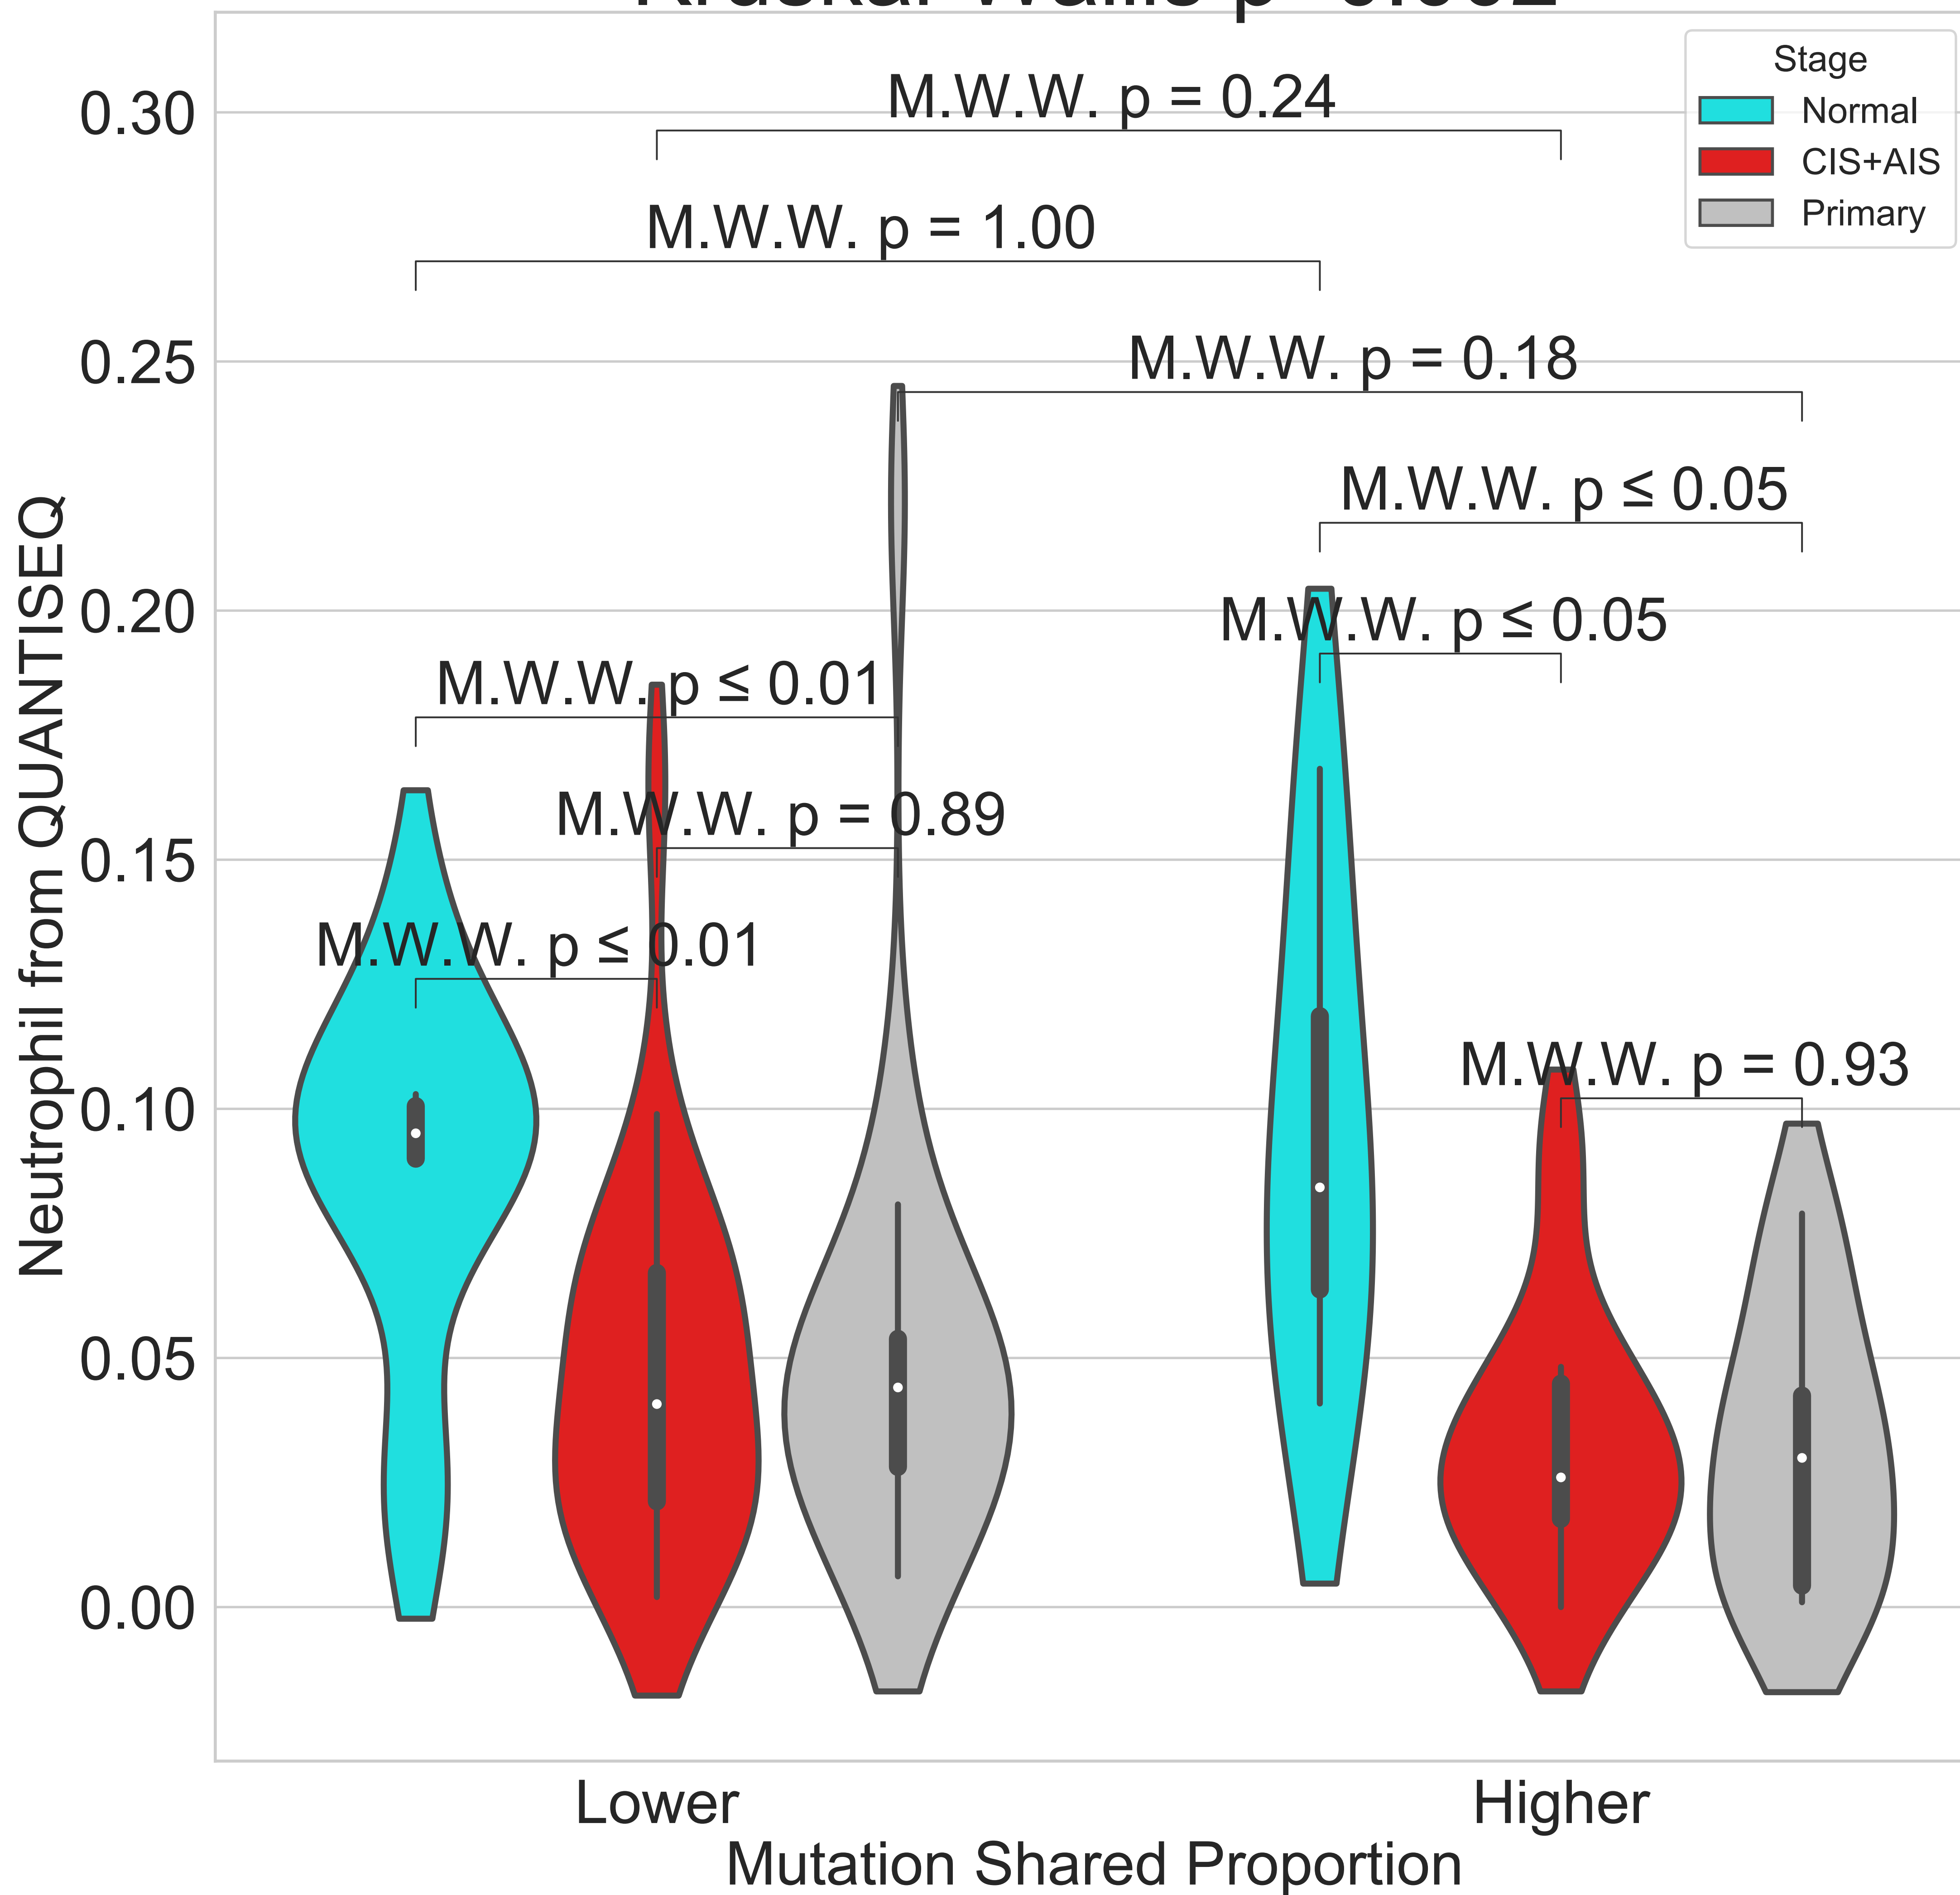 Stage
Normal
CIS+AIS
Primary
0.30
0.25
0.20
0.15
0.10
0.05
0.00
Neutrophil from QUANTISEQ
M.W.W. p = 0.24
M.W.W. p = 1.00
M.W.W. p = 0.18
M.W.W. p ≤ 0.05
M.W.W. p ≤ 0.05
M.W.W. p ≤ 0.01
M.W.W. p = 0.89
M.W.W. p ≤ 0.01
M.W.W. p = 0.93
Lower
Higher
Mutation Shared Proportion